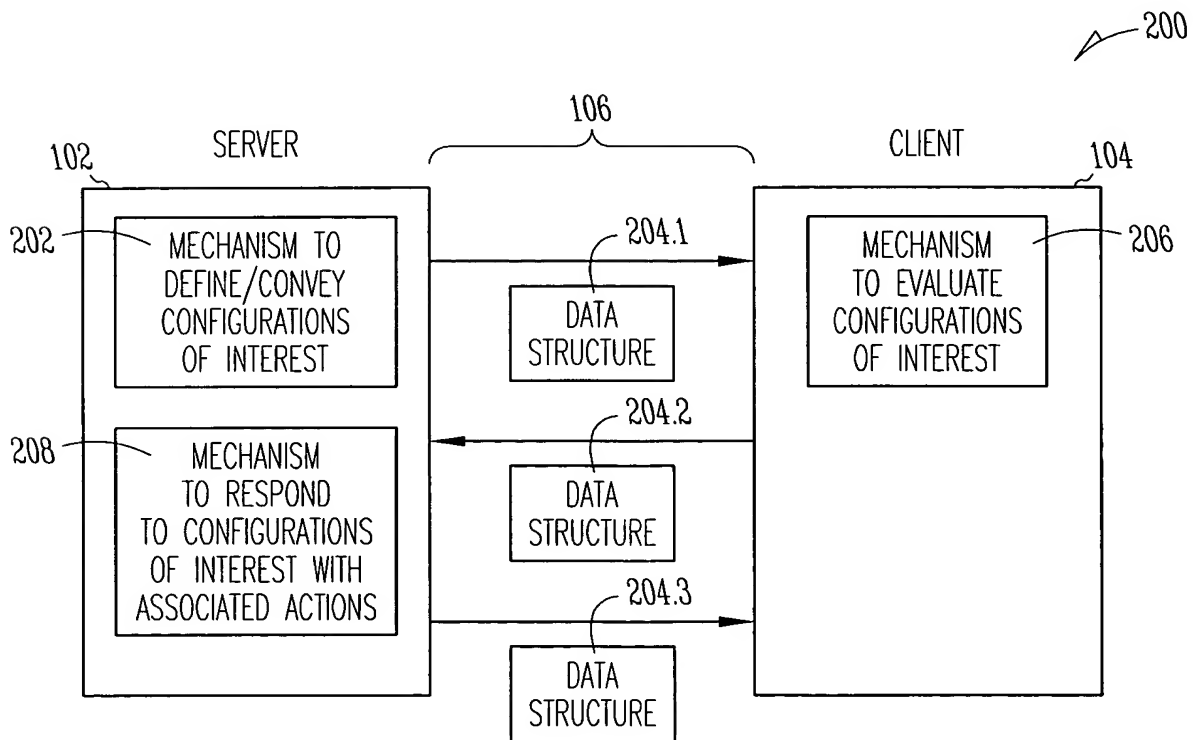 200
106
SERVER
CLIENT
102
104
202
MECHANISM TO
DEFINE/CONVEY
CONFIGURATIONS
OF INTEREST
204.1
DATA
STRUCTURE
MECHANISM
TO EVALUATE
CONFIGURATIONS
OF INTEREST
206
208
MECHANISM
TO RESPOND
TO CONFIGURATIONS
OF INTEREST WITH
ASSOCIATED ACTIONS
204.2
DATA
STRUCTURE
204.3
DATA
STRUCTURE